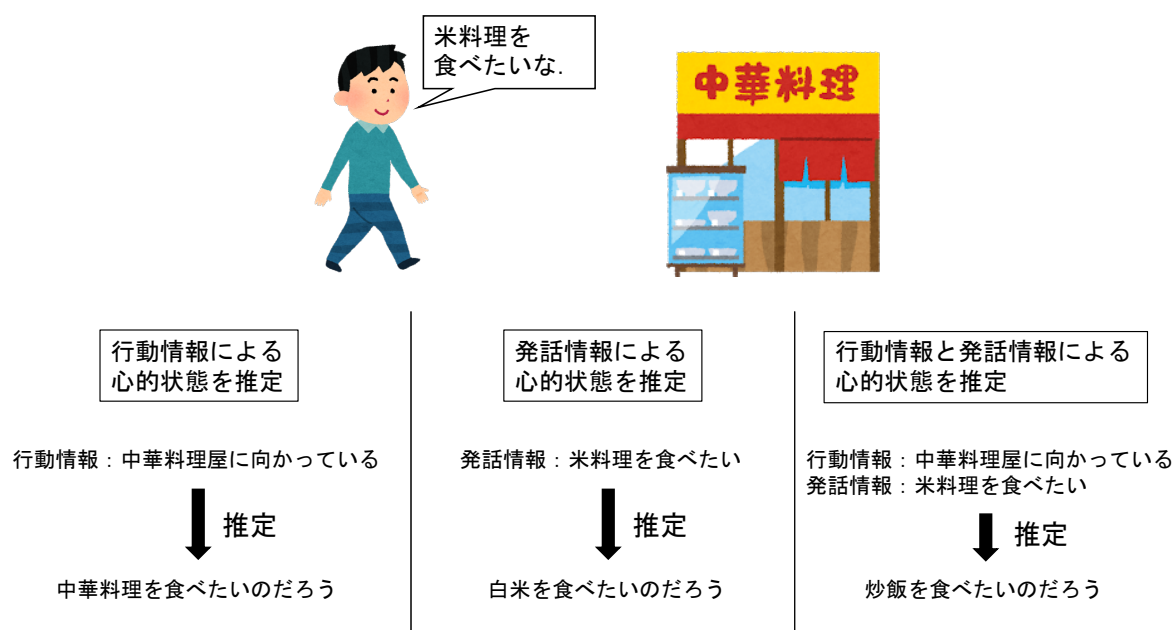 米料理を
食べたいな.
中華料理
行動情報による
心的状態を推定
行動情報：中華料理屋に向かっている
推定
中華料理を食べたいのだろう
発話情報による
心的状態を推定
発話情報：米料理を食べたい
推定
白米を食べたいのだろう
行動情報と発話情報による
心的状態を推定
行動情報：中華料理屋に向かっている
発話情報：米料理を食べたい
推定
炒飯を食べたいのだろう